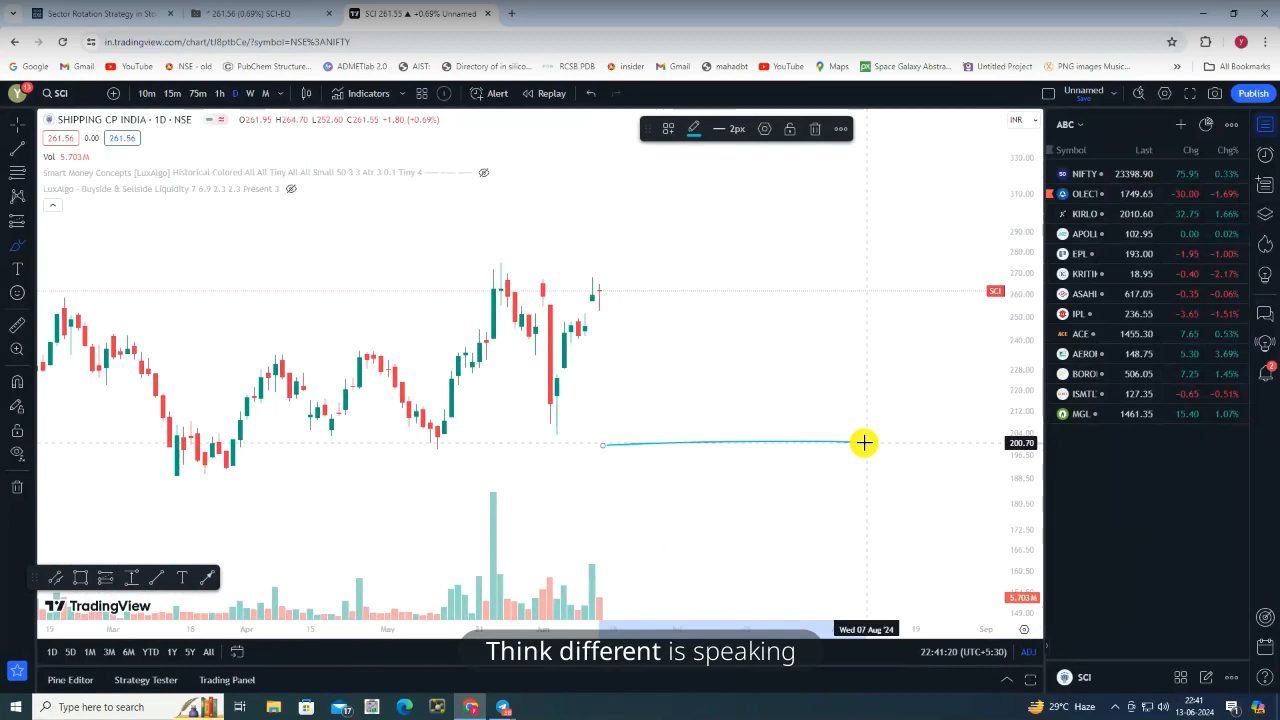 Sector Rotation in St
(270) SCI-EQ
SCI 261.55 ▲ +0.69% Unnamed
in.tradingview.com/chart/tJ8ptbCe/?symbol=NSE%3ANIFTY
Google Gmail YouTube NSE - old PubChem Structure... ADMETlab 2.0 AIST: Directory of in silico... RCSB PDB insider Gmail mahadbt YouTube Maps Space Galaxy Abstra... Untitled Project PNG images Music... » All Bookmarks
Y 13 SCI 10m 15m 75m 1h D W M Indicators Alert Replay Unnamed Save Publish
SHIPPING CP INDIA · 1D · NSE O261.95 H264.70 L252.60 C261.55 +1.80 (+0.69%)
261.56 0.00 261.56
Vol 5.703M
Smart Money Concepts [LuxAlgo] Historical Colored All All Tiny All All Small 50 3 3 Atr 3 0.1 Tiny 4
LuxAlgo - Buyside & Sellside Liquidity 7 6.9 2.3 2.3 Present 3
2px
INR
330.00
310.00
290.00
280.00
270.00
SCI
260.00
250.00
240.00
228.00
220.00
212.00
204.00
200.70
196.50
188.50
180.50
172.50
166.50
160.50
5.703M
149.00
ABC
Symbol Last Chg Chg%
NIFTY 23398.90 75.95 0.33%
OLECT 1749.65 -30.00 -1.69%
KIRLO 2010.60 32.75 1.66%
APOLL 102.95 0.00 0.02%
EPL 193.00 -1.95 -1.00%
KRITIK 18.95 -0.40 -2.17%
ASAHI 617.05 -0.35 -0.06%
IPL 236.55 -3.65 -1.51%
ACE 1455.30 7.65 0.53%
AEROF 148.75 5.30 3.69%
BORO 506.05 7.25 1.45%
ISMTL 127.35 -0.65 -0.51%
MGL 1461.35 15.40 1.07%
2
TradingView
15 Mar 18 Apr 15 May 21 Jun Wed 07 Aug '24 19 Sep
1D 5D 1M 3M 6M YTD 1Y 5Y All
22:41:20 (UTC+5:30) ADJ
Think different is speaking
Pine Editor Strategy Tester Trading Panel
SCI
Type here to search
17
29°C Haze
22:41
13-06-2024